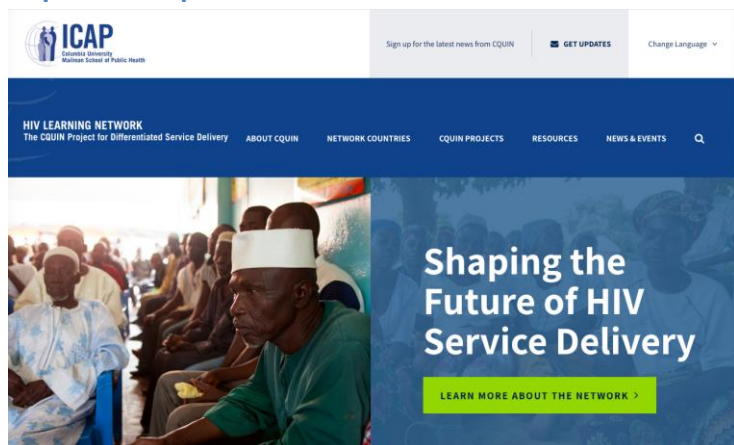 ICAP
Columbia University
Mailman School of Public Health
Sign up for the latest news from CQUIN
GET UPDATES
Change Language
HIV LEARNING NETWORK
The CQUIN Project for Differentiated Service Delivery
ABOUT CQUIN
NETWORK COUNTRIES
CQUIN PROJECTS
RESOURCES
NEWS & EVENTS
Shaping the
Future of HIV
Service Delivery
LEARN MORE ABOUT THE NETWORK >